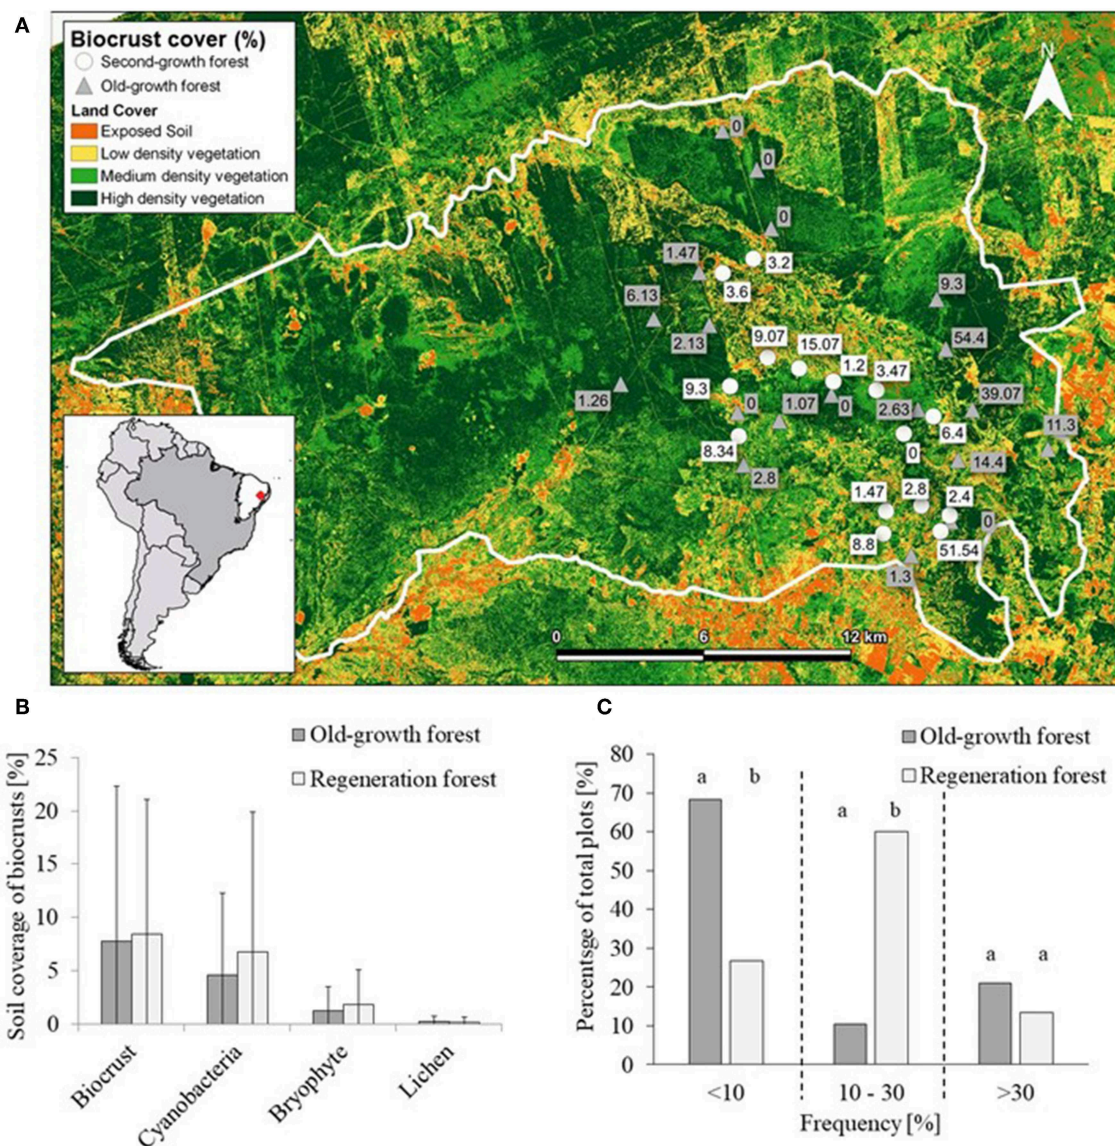 A
Biocrust cover (%)
Second-growth forest
Old-growth forest
Land Cover
Exposed Soil
Low density vegetation
Medium density vegetation
High density vegetation
N
0
0
0
1.47
3.2
3.6
6.13
9.3
2.13
54.4
9.07
15.07
1.2
3.47
9.3
1.26
0
1.07
0
2.63
39.07
6.4
11.3
8.34
0
2.8
14.4
1.47
2.8
2.4
0
8.8
51.54
1.3
0 6 12 km
B
Old-growth forest
Regeneration forest
Soil coverage of biocrusts [%]
25
20
15
10
5
0
Biocrust
Cyanobacteria
Bryophyte
Lichen
C
Old-growth forest
Regeneration forest
Percentsge of total plots [%]
80
70
60
50
40
30
20
10
0
a b
a b
a a
<10 10 - 30 >30
Frequency [%]